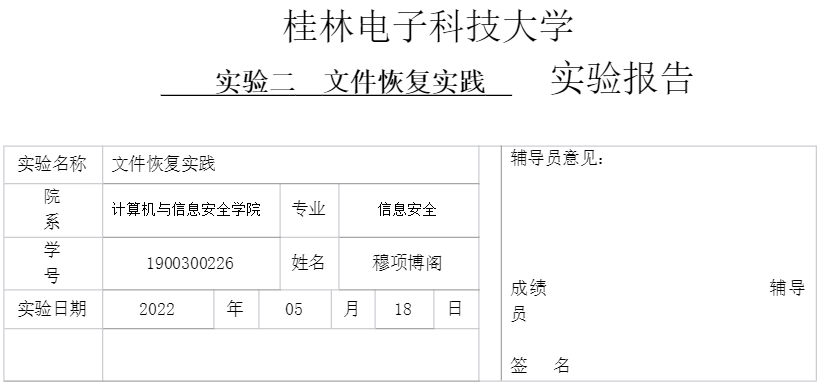 桂林电子科技大学
实验二 文件恢复实践 实验报告
实验名称 文件恢复实践
院系 计算机与信息安全学院 专业 信息安全
学号 1900300226 姓名 穆项博阁
实验日期 2022 年 05 月 18 日
辅导员意见：
成绩 辅导
员
签 名